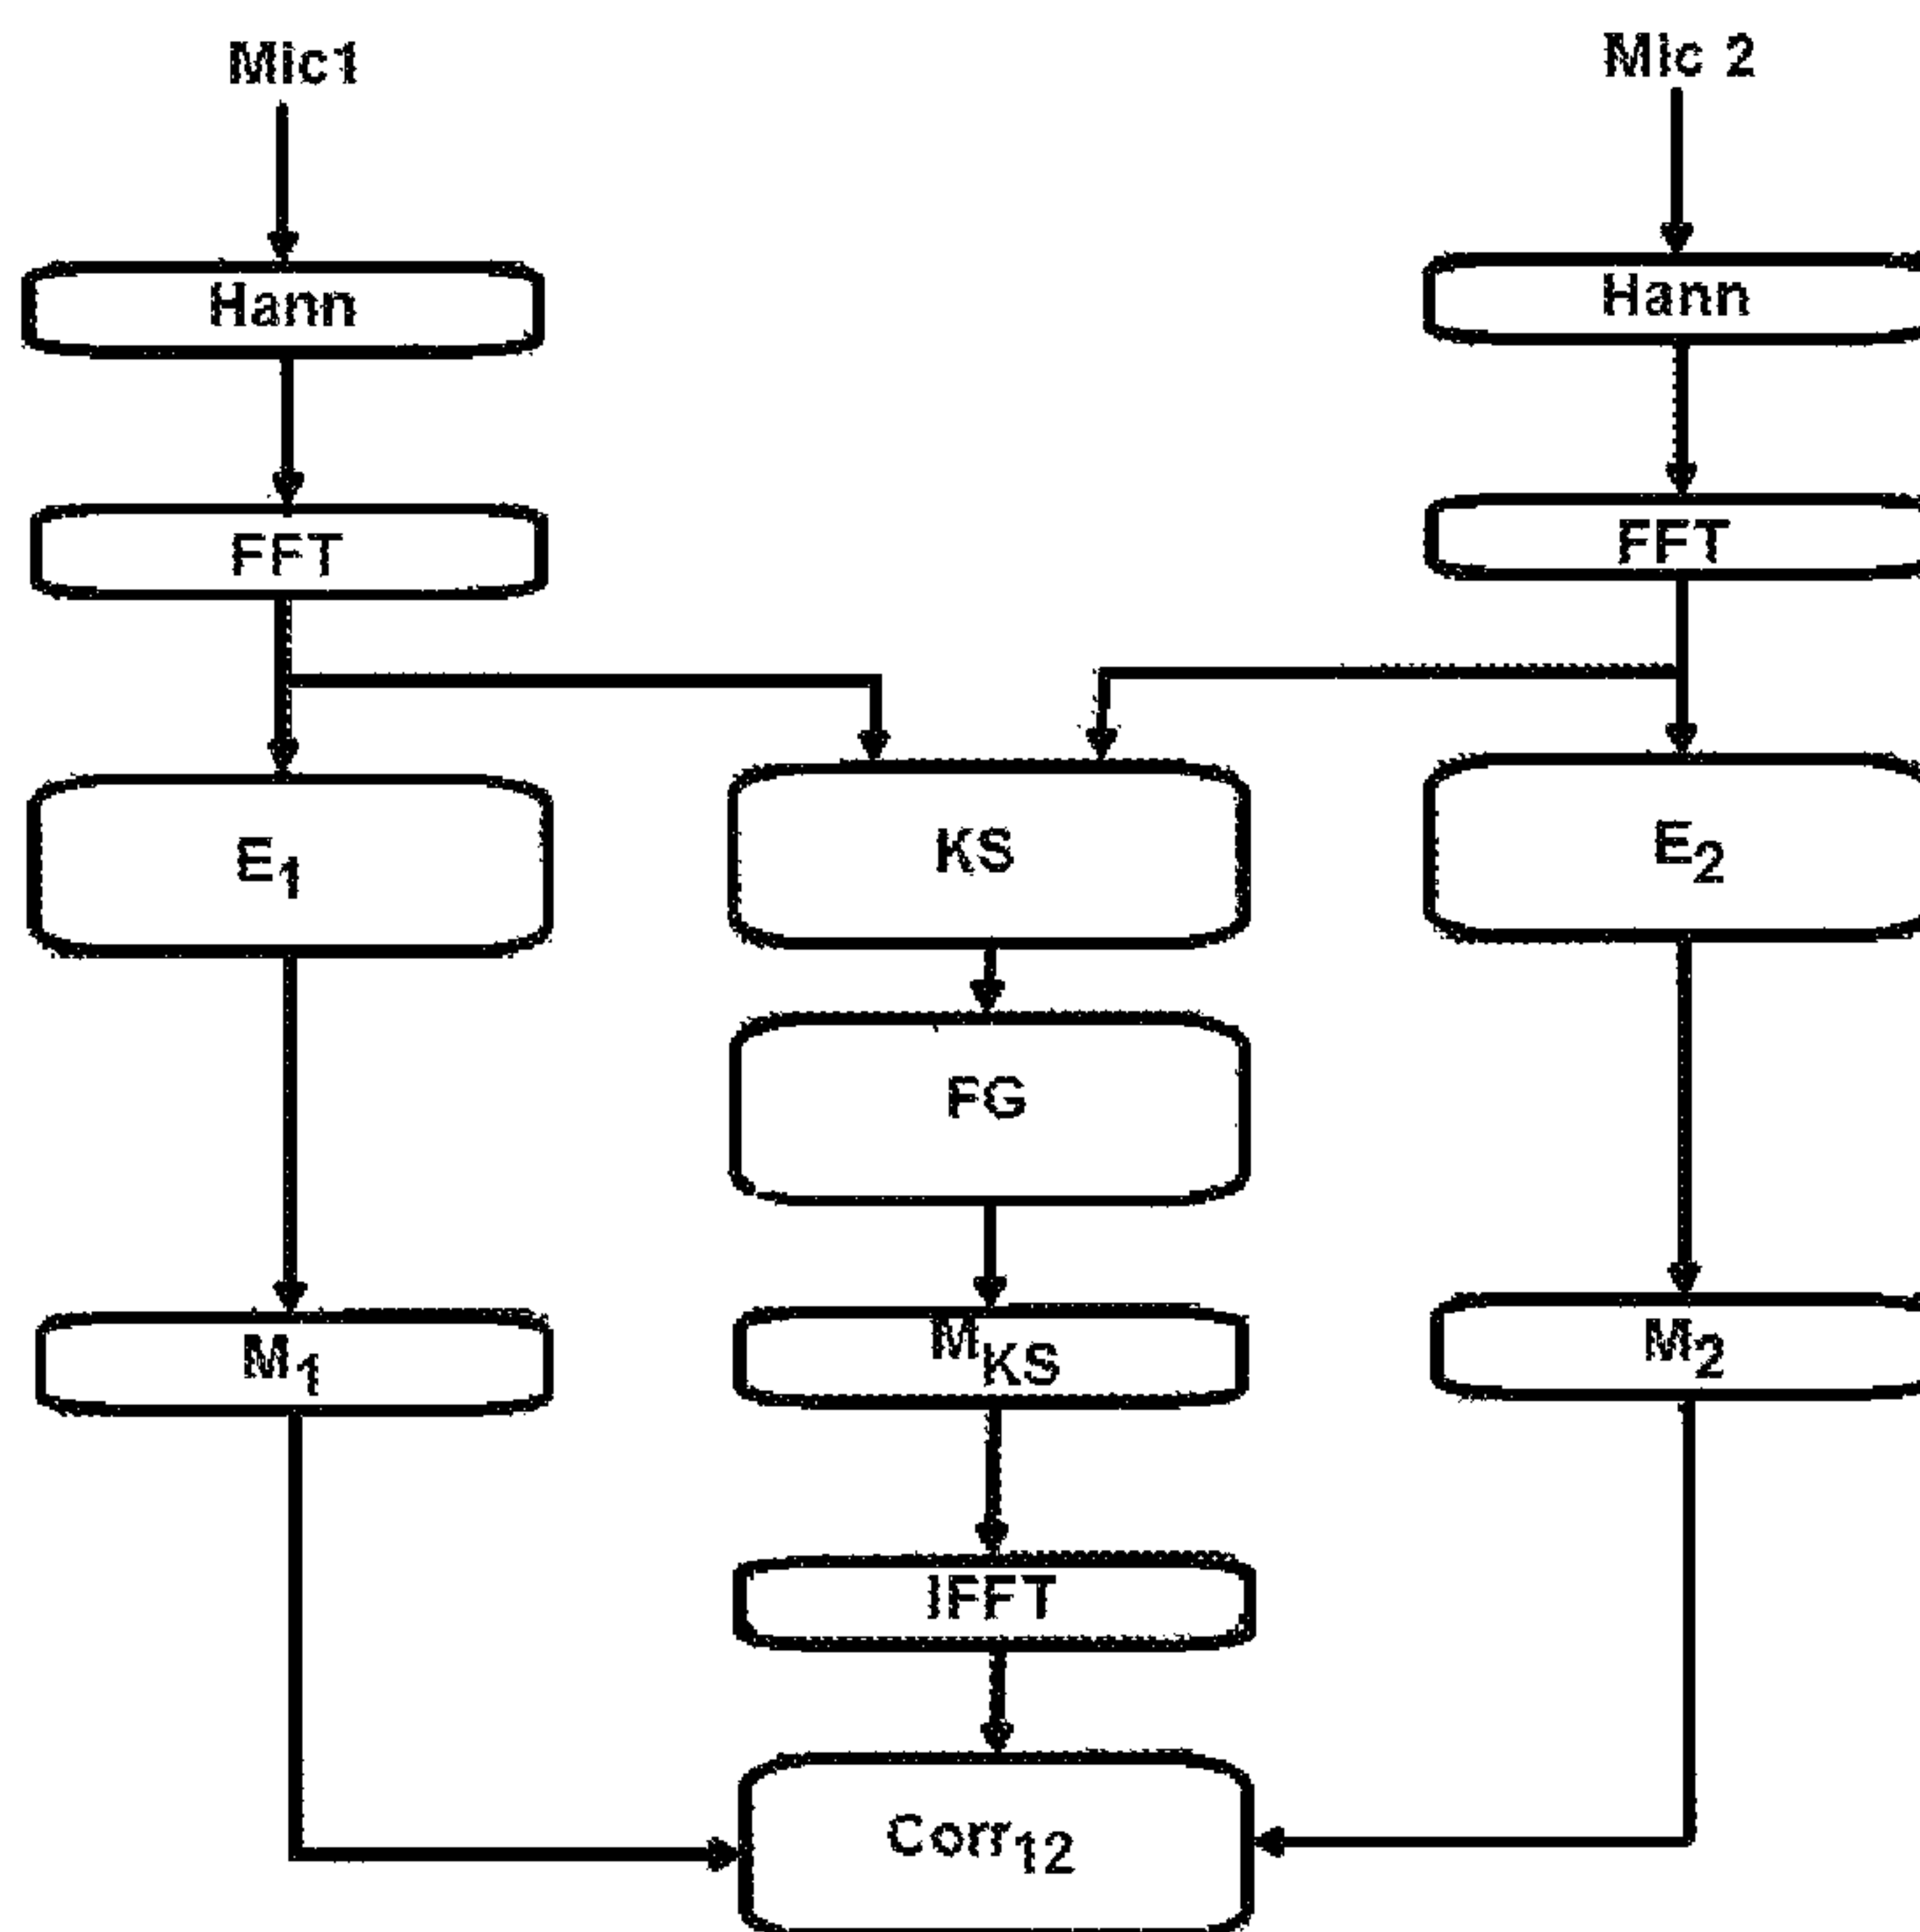 Mic1
Mic 2
Hann
Hann
FFT
FFT
E1
KS
E2
FG
M1
MKS
M2
IFFT
Corr12